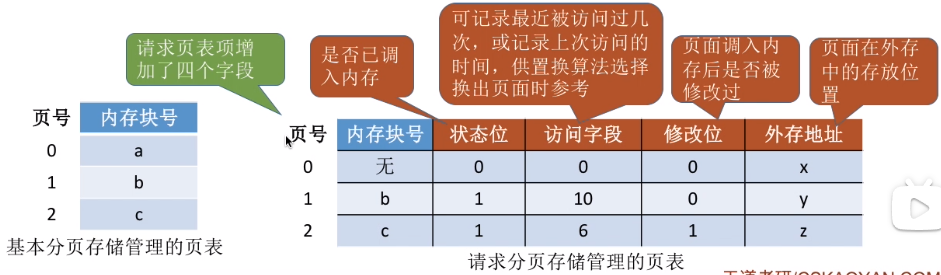 请求页表项增
加了四个字段
是否已调
入内存
可记录最近被访问过几
次，或记录上次访问的
时间，供置换算法选择
换出页面时参考
页面调入内
存后是否被
修改过
页面在外存
中的存放位
置
页号 内存块号
0 a
1 b
2 c
基本分页存储管理的页表
页号 内存块号 状态位 访问字段 修改位 外存地址
0 无 0 0 0 x
1 b 1 10 0 y
2 c 1 6 1 z
请求分页存储管理的页表